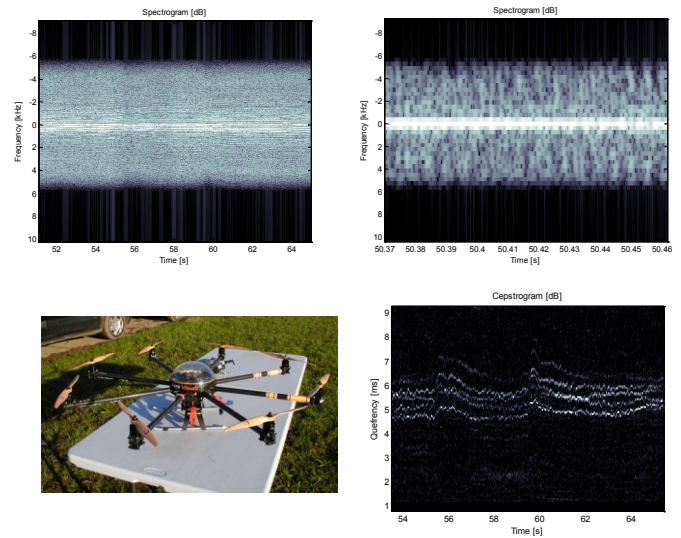 Spectrogram [dB]
-8
-6
-4
-2
0
2
4
6
8
10
Frequency [kHz]
52 54 56 58 60 62 64
Time [s]
Spectrogram [dB]
-8
-6
-4
-2
0
2
4
6
8
10
Frequency [kHz]
50.37 50.38 50.39 50.4 50.41 50.42 50.43 50.44 50.45 50.46
Time [s]
Cepstrogram [dB]
9
8
7
6
5
4
3
2
1
Quefrency [ms]
54 56 58 60 62 64
Time [s]